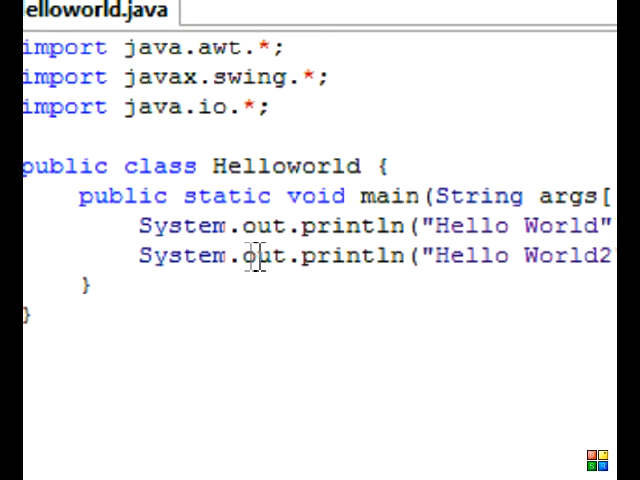 elloworld.java
import java.awt.*;
import javax.swing.*;
import java.io.*;
public class Helloworld {
public static void main(String args[
System.out.println("Hello World"
System.out.println("Hello World2
}
}